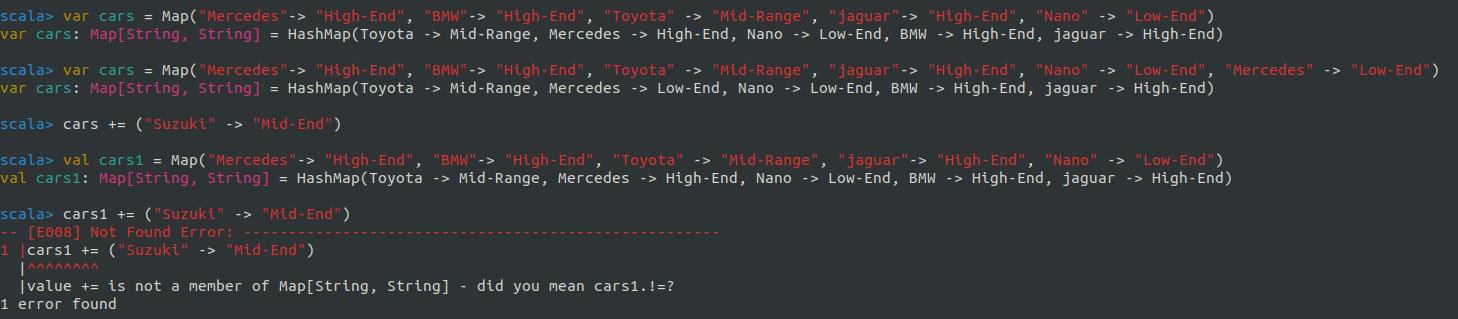 scala> var cars = Map("Mercedes"-> "High-End", "BMW"-> "High-End", "Toyota" -> "Mid-Range", "jaguar"-> "High-End", "Nano" -> "Low-End")
var cars: Map[String, String] = HashMap(Toyota -> Mid-Range, Mercedes -> High-End, Nano -> Low-End, BMW -> High-End, jaguar -> High-End)
scala> var cars = Map("Mercedes"-> "High-End", "BMW"-> "High-End", "Toyota" -> "Mid-Range", "jaguar"-> "High-End", "Nano" -> "Low-End", "Mercedes" -> "Low-End")
var cars: Map[String, String] = HashMap(Toyota -> Mid-Range, Mercedes -> Low-End, Nano -> Low-End, BMW -> High-End, jaguar -> High-End)
scala> cars += ("Suzuki" -> "Mid-End")
scala> val cars1 = Map("Mercedes"-> "High-End", "BMW"-> "High-End", "Toyota" -> "Mid-Range", "jaguar"-> "High-End", "Nano" -> "Low-End")
val cars1: Map[String, String] = HashMap(Toyota -> Mid-Range, Mercedes -> High-End, Nano -> Low-End, BMW -> High-End, jaguar -> High-End)
scala> cars1 += ("Suzuki" -> "Mid-End")
-- [E008] Not Found Error: -----------------------------------------------------
1 |cars1 += ("Suzuki" -> "Mid-End")
  |^^^^^^^^
  |value += is not a member of Map[String, String] - did you mean cars1.!=?
1 error found